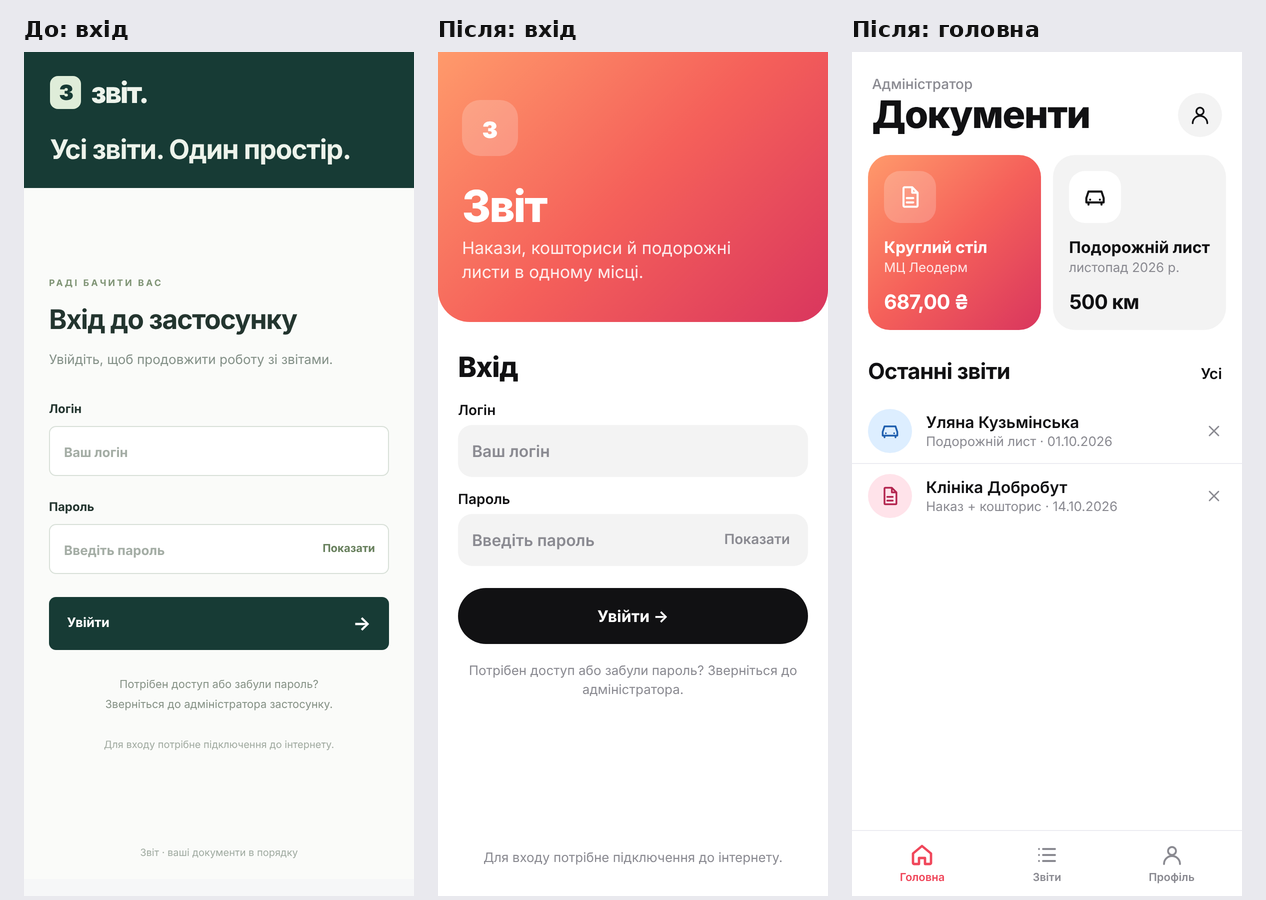 До: вхід
З звіт.
Усі звіти. Один простір.
РАДІ БАЧИТИ ВАС
Вхід до застосунку
Увійдіть, щоб продовжити роботу зі звітами.
Логін
Ваш логін
Пароль
Введіть пароль Показати
Увійти →
Потрібен доступ або забули пароль?
Зверніться до адміністратора застосунку.
Для входу потрібне підключення до інтернету.
Звіт · ваші документи в порядку
Після: вхід
З
Звіт
Накази, кошториси й подорожні
листи в одному місці.
Вхід
Логін
Ваш логін
Пароль
Введіть пароль Показати
Увійти →
Потрібен доступ або забули пароль? Зверніться до
адміністратора.
Для входу потрібне підключення до інтернету.
Після: головна
Адміністратор
Документи
Круглий стіл
МЦ Леодерм
687,00 ₴
Подорожній лист
листопад 2026 р.
500 км
Останні звіти Усі
Уляна Кузьмінська
Подорожній лист · 01.10.2026
Клініка Добробут
Наказ + кошторис · 14.10.2026
Головна Звіти Профіль